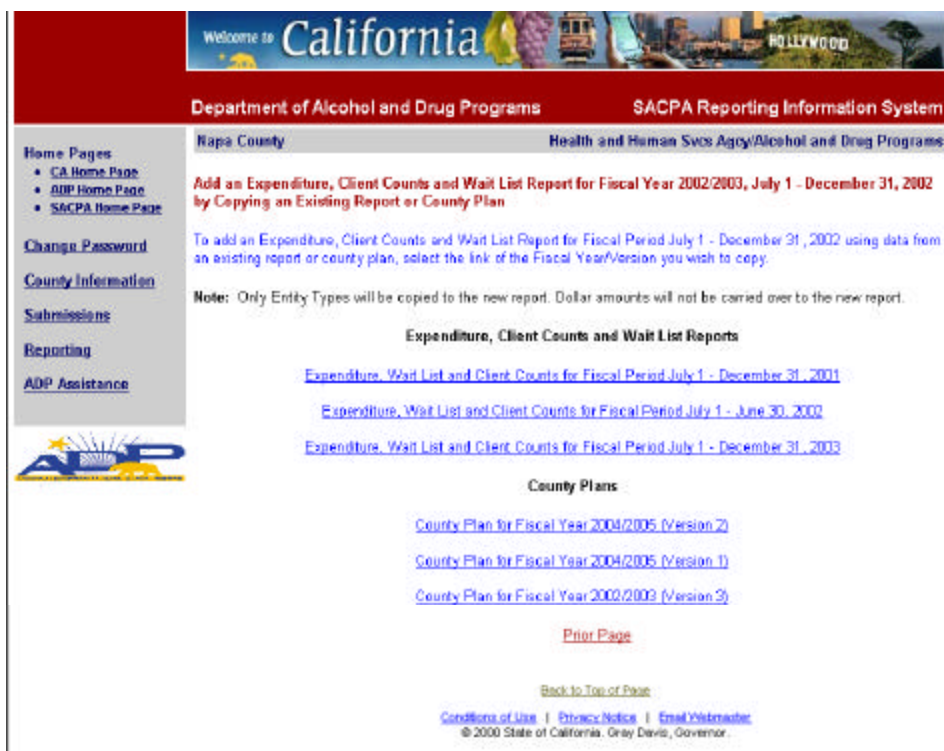 Welcome to California
HOLLYWOOD
Department of Alcohol and Drug Programs
SACPA Reporting Information System
Napa County
Health and Human Svcs Agcy/Alcohol and Drug Programs
Home Pages
CA Home Page
ADP Home Page
SACPA Home Page
Change Password
County Information
Submissions
Reporting
ADP Assistance
ADP
Add an Expenditure, Client Counts and Wait List Report for Fiscal Year 2002/2003, July 1 - December 31, 2002
by Copying an Existing Report or County Plan
To add an Expenditure, Client Counts and Wait List Report for Fiscal Period July 1 - December 31, 2002 using data from
an existing report or county plan, select the link of the Fiscal Year/Version you wish to copy.
Note: Only Entity Types will be copied to the new report. Dollar amounts will not be carried over to the new report.
Expenditure, Client Counts and Wait List Reports
Expenditure, Wait List and Client Counts for Fiscal Period July 1 - December 31, 2001
Expenditure, Wait List and Client Counts for Fiscal Period July 1 - June 30, 2002
Expenditure, Wait List and Client Counts for Fiscal Period July 1 - December 31, 2003
County Plans
County Plan for Fiscal Year 2004/2005 (Version 2)
County Plan for Fiscal Year 2004/2005 (Version 1)
County Plan for Fiscal Year 2002/2003 (Version 3)
Prior Page
Back to Top of Page
Conditions of Use | Privacy Notice | Email Webmaster
© 2000 State of California. Gray Davis, Governor.